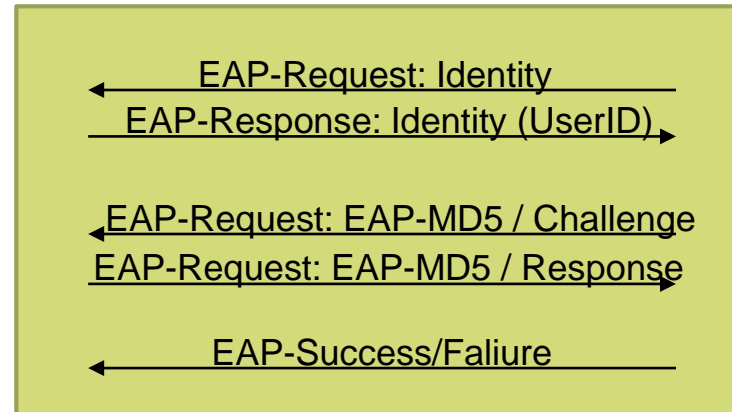 EAP-Request: Identity
EAP-Response: Identity (UserID)
EAP-Request: EAP-MD5 / Challenge
EAP-Request: EAP-MD5 / Response
EAP-Success/Faliure